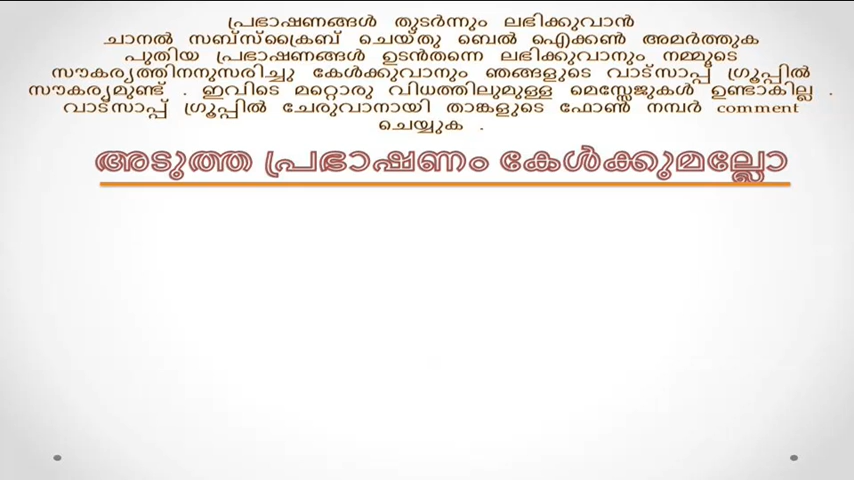 പ്രഭാഷണങ്ങൾ തുടർന്നും ലഭിക്കുവാൻ
ചാനൽ സബ്സ്ക്രൈബ് ചെയ്തു ബെൽ ഐക്കൺ അമർത്തുക
പുതിയ പ്രഭാഷണങ്ങൾ ഉടൻതന്നെ ലഭിക്കുവാനും നമ്മുടെ
സൗകര്യത്തിനനുസരിച്ചു കേൾക്കുവാനും ഞങ്ങളുടെ വാട്സാപ്പ് ഗ്രൂപ്പിൽ
സൗകര്യമുണ്ട് . ഇവിടെ മറ്റൊരു വിധത്തിലുമുള്ള മെസ്സേജുകൾ ഉണ്ടാകില്ല .
വാട്സാപ്പ് ഗ്രൂപ്പിൽ ചേരുവാനായി താങ്കളുടെ ഫോൺ നമ്പർ comment
ചെയ്യുക .
അടുത്ത പ്രഭാഷണം കേൾക്കുമല്ലോ